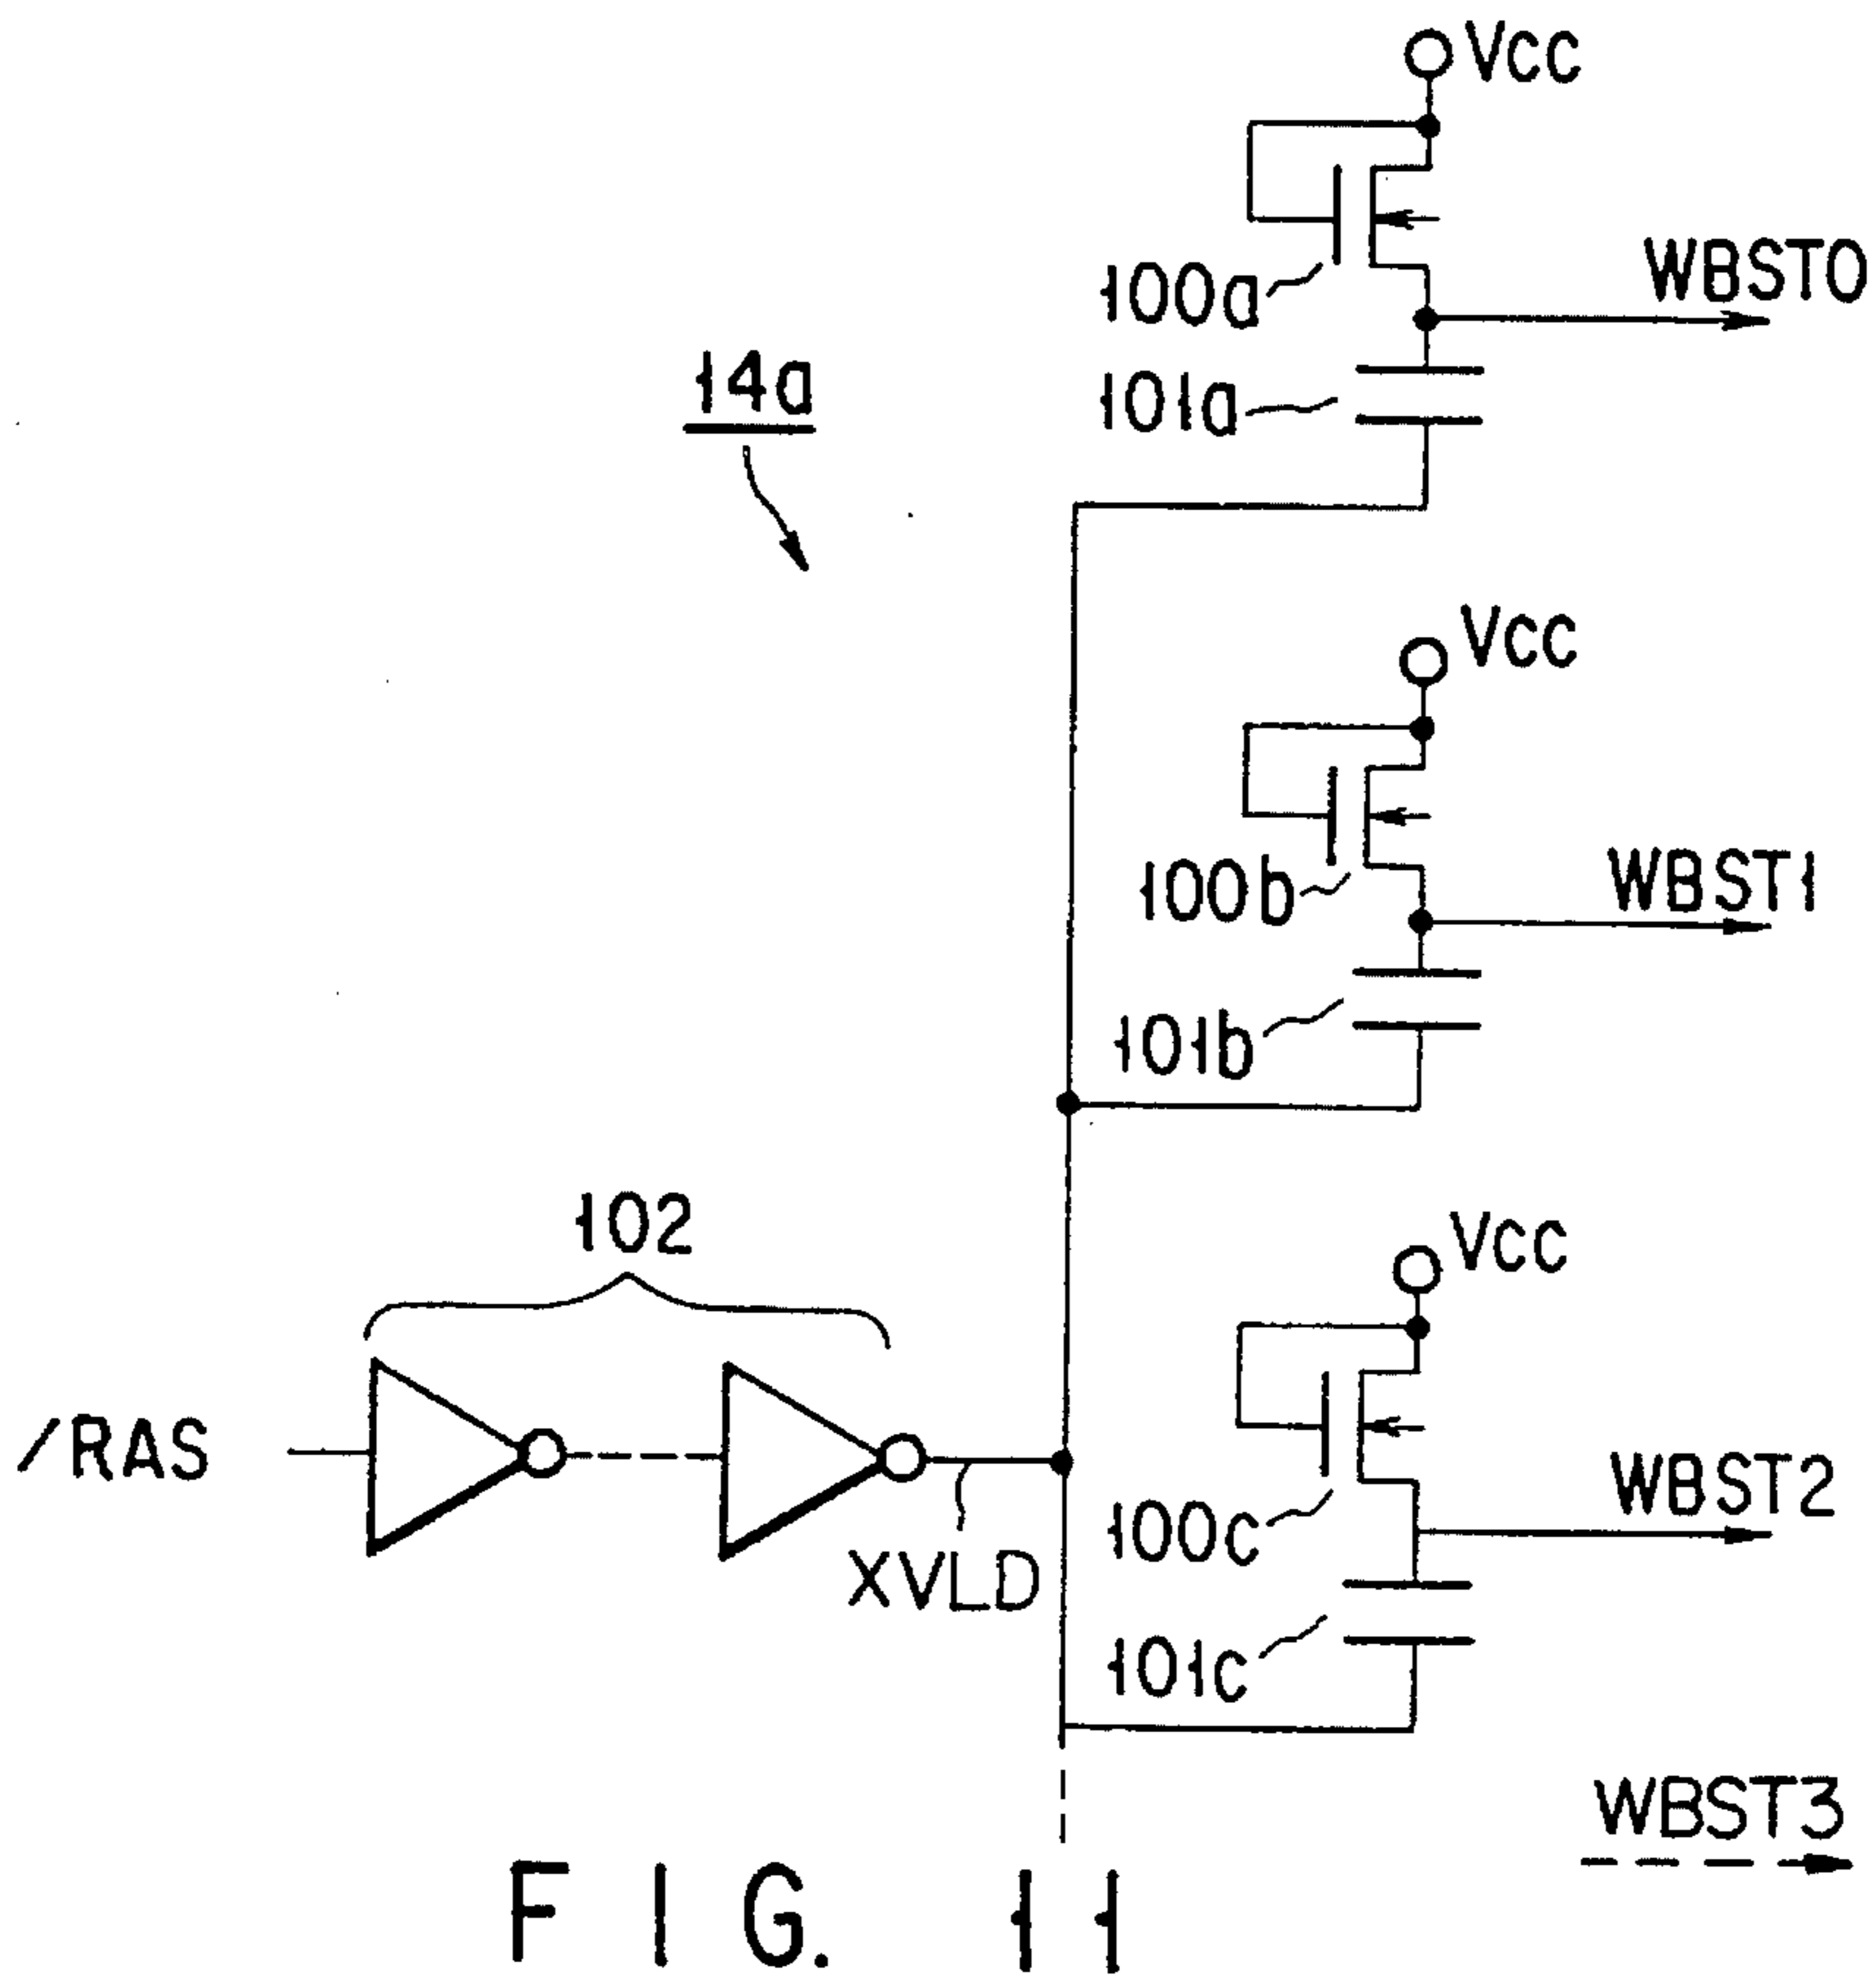 VCC
100a
WBST0
14a
101a
VCC
100b
WBST1
101b
102
VCC
/RAS
100c
WBST2
XVLD
101c
WBST3
FIG. 11